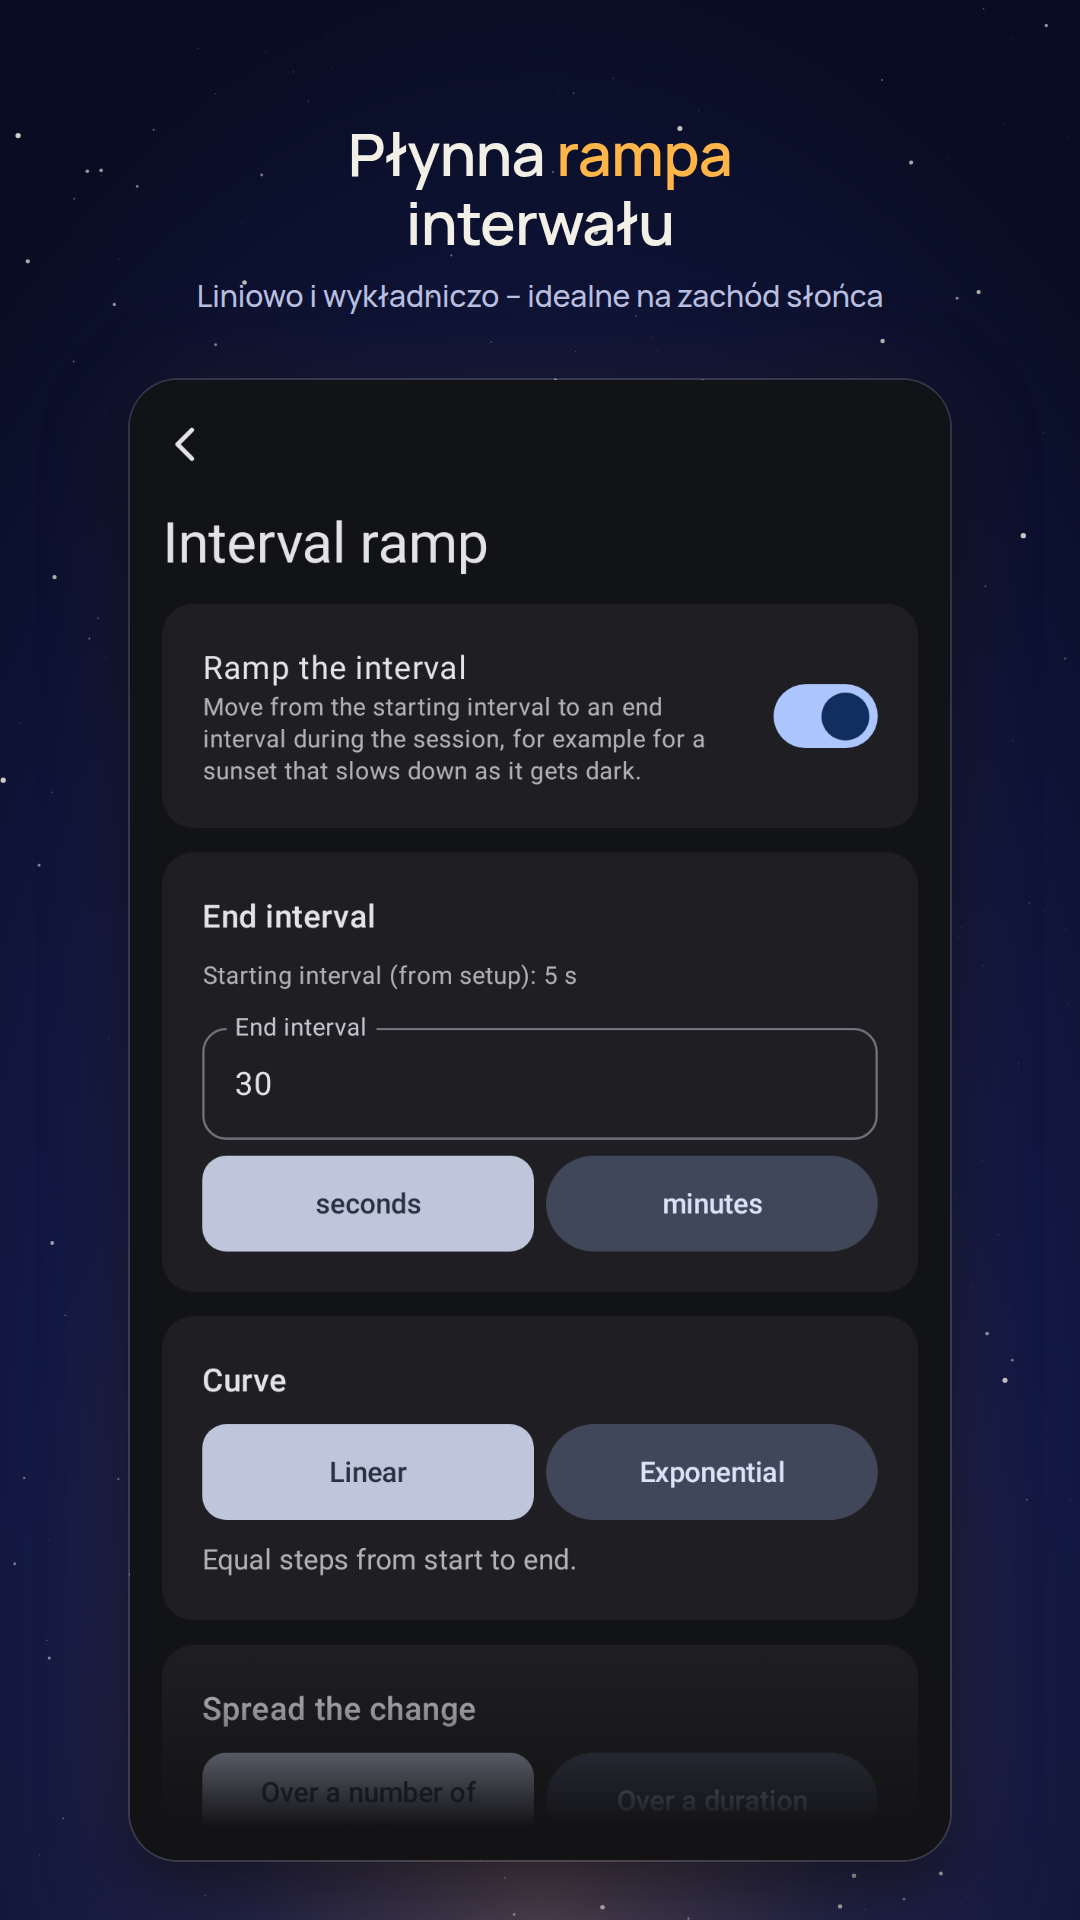 Płynna rampa
interwału
Liniowo i wykładniczo – idealne na zachód słońca
Interval ramp
Ramp the interval
Move from the starting interval to an end
interval during the session, for example for a
sunset that slows down as it gets dark.
End interval
Starting interval (from setup): 5 s
End interval
30
seconds
minutes
Curve
Linear
Exponential
Equal steps from start to end.
Spread the change
Over a number of
Over a duration